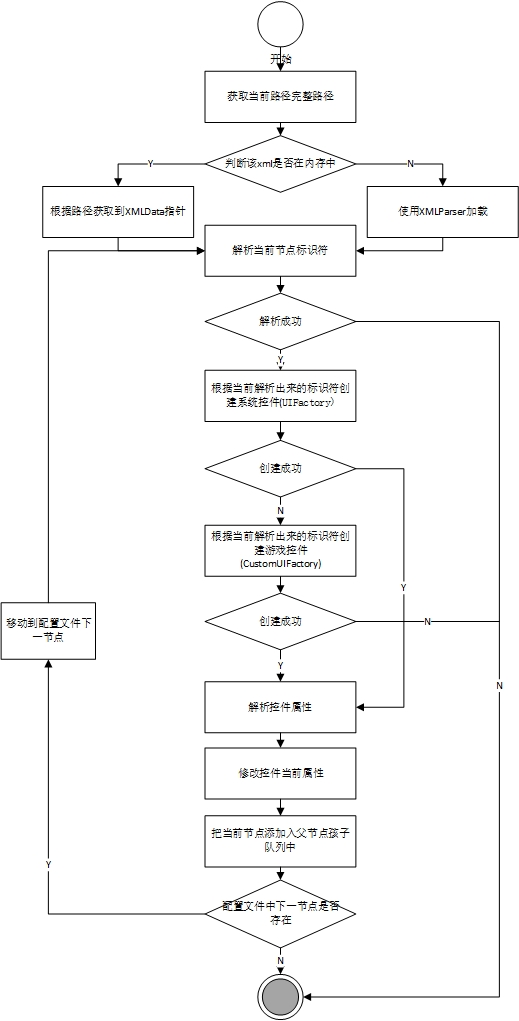 开始
获取当前路径完整路径
判断该xml是否在内存中
Y
N
根据路径获取到XMLData指针
使用XMLParser加载
解析当前节点标识符
解析成功
Y
根据当前解析出来的标识符创
建系统控件(UIFactory)
创建成功
N
根据当前解析出来的标识符创
建游戏控件
(CustomUIFactory)
Y
移动到配置文件下
一节点
创建成功
N
Y
N
解析控件属性
修改控件当前属性
把当前节点添加入父节点孩子
队列中
Y
配置文件中下一节点是否
存在
N